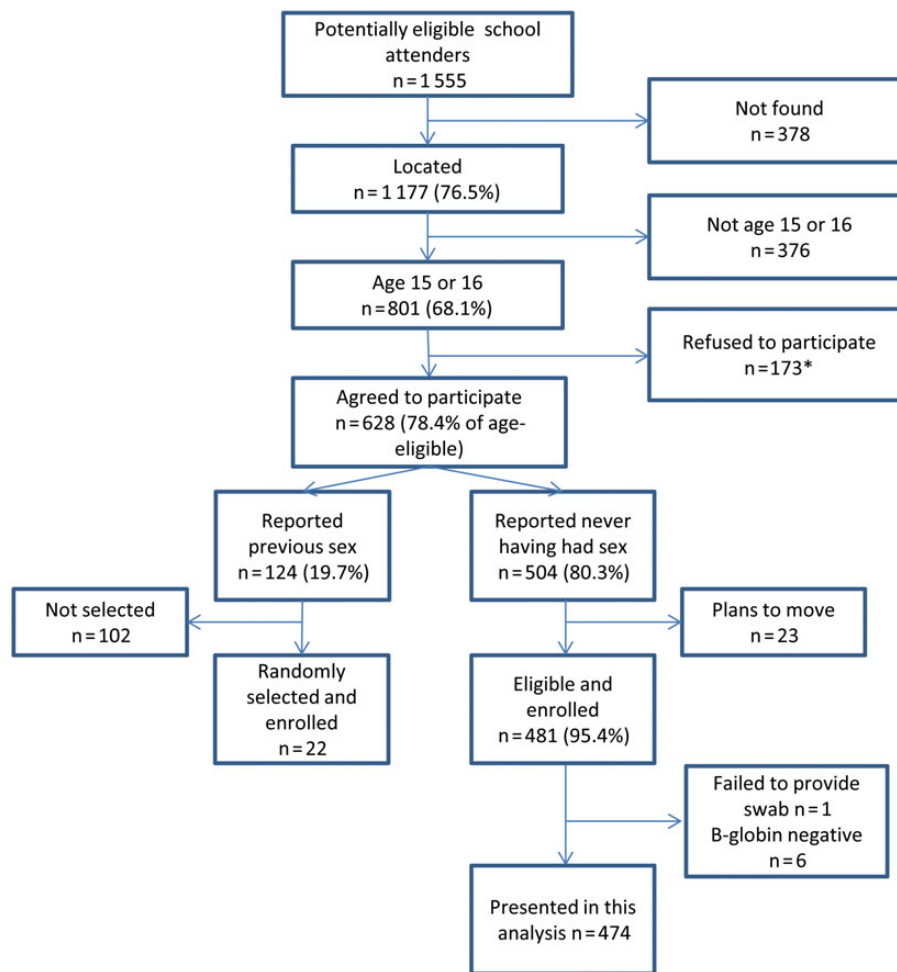 Potentially eligible school
attenders
n=1 555
Not found
n=378
Located
n=1 177 (76.5%)
Not age 15 or 16
n=376
Age 15 or 16
n=801 (68.1%)
Refused to participate
n=173*
Agreed to participate
n=628 (78.4% of age-
eligible)
Reported
previous sex
n=124 (19.7%)
Reported never
having had sex
n=504 (80.3%)
Not selected
n=102
Plans to move
n=23
Randomly
selected and
enrolled
n=22
Eligible and
enrolled
n=481 (95.4%)
Failed to provide
swab n=1
B-globin negative
n=6
Presented in this
analysis n=474